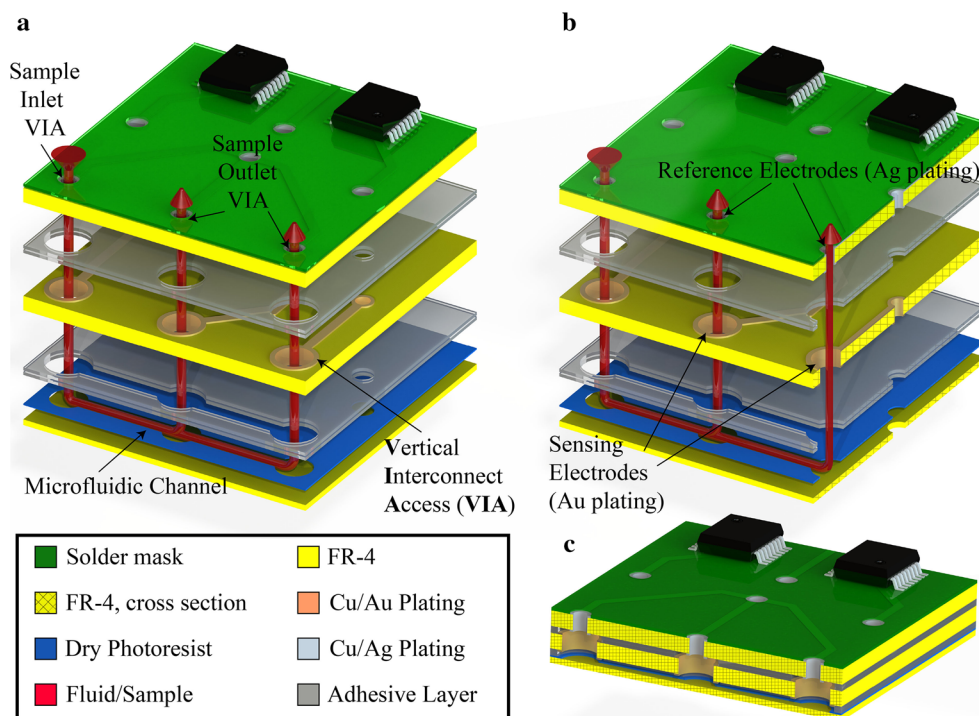 a
Sample
Inlet
VIA
Sample
Outlet
VIA
Microfluidic Channel
Vertical
Interconnect
Access (VIA)
b
Reference Electrodes (Ag plating)
Sensing
Electrodes
(Au plating)
Solder mask
FR-4
FR-4, cross section
Cu/Au Plating
Dry Photoresist
Cu/Ag Plating
Fluid/Sample
Adhesive Layer
c